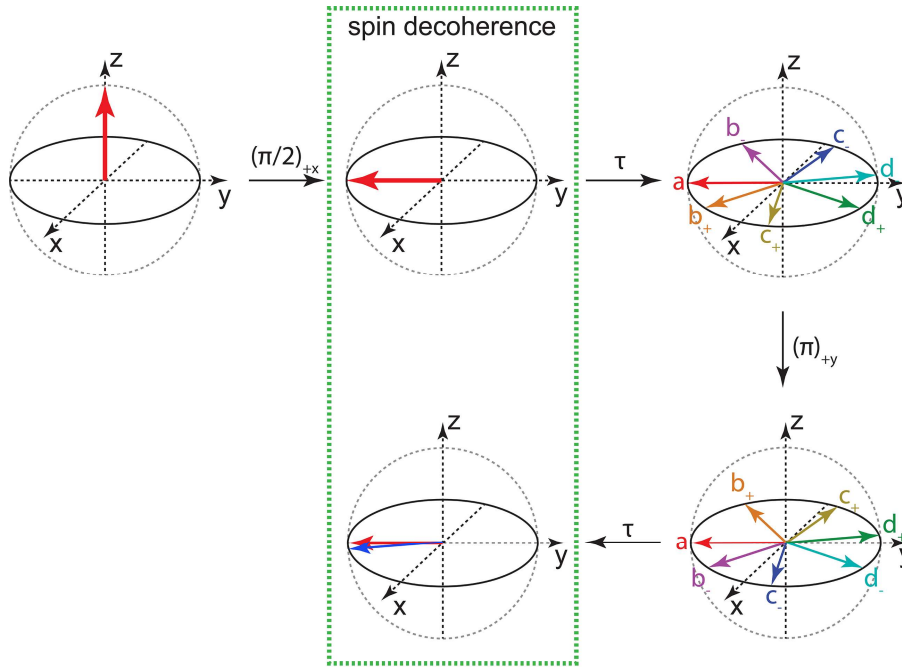 spin decoherence
z
(π/2)₊ₓ
y
x
z
y
x
τ
z
b₋
c₋
a
d
y
b₊
x
c₊
d₊
(π)₊y
z
y
x
τ
z
b₊
c₊
a
d₊
y
b₋
x
c₋
d₋